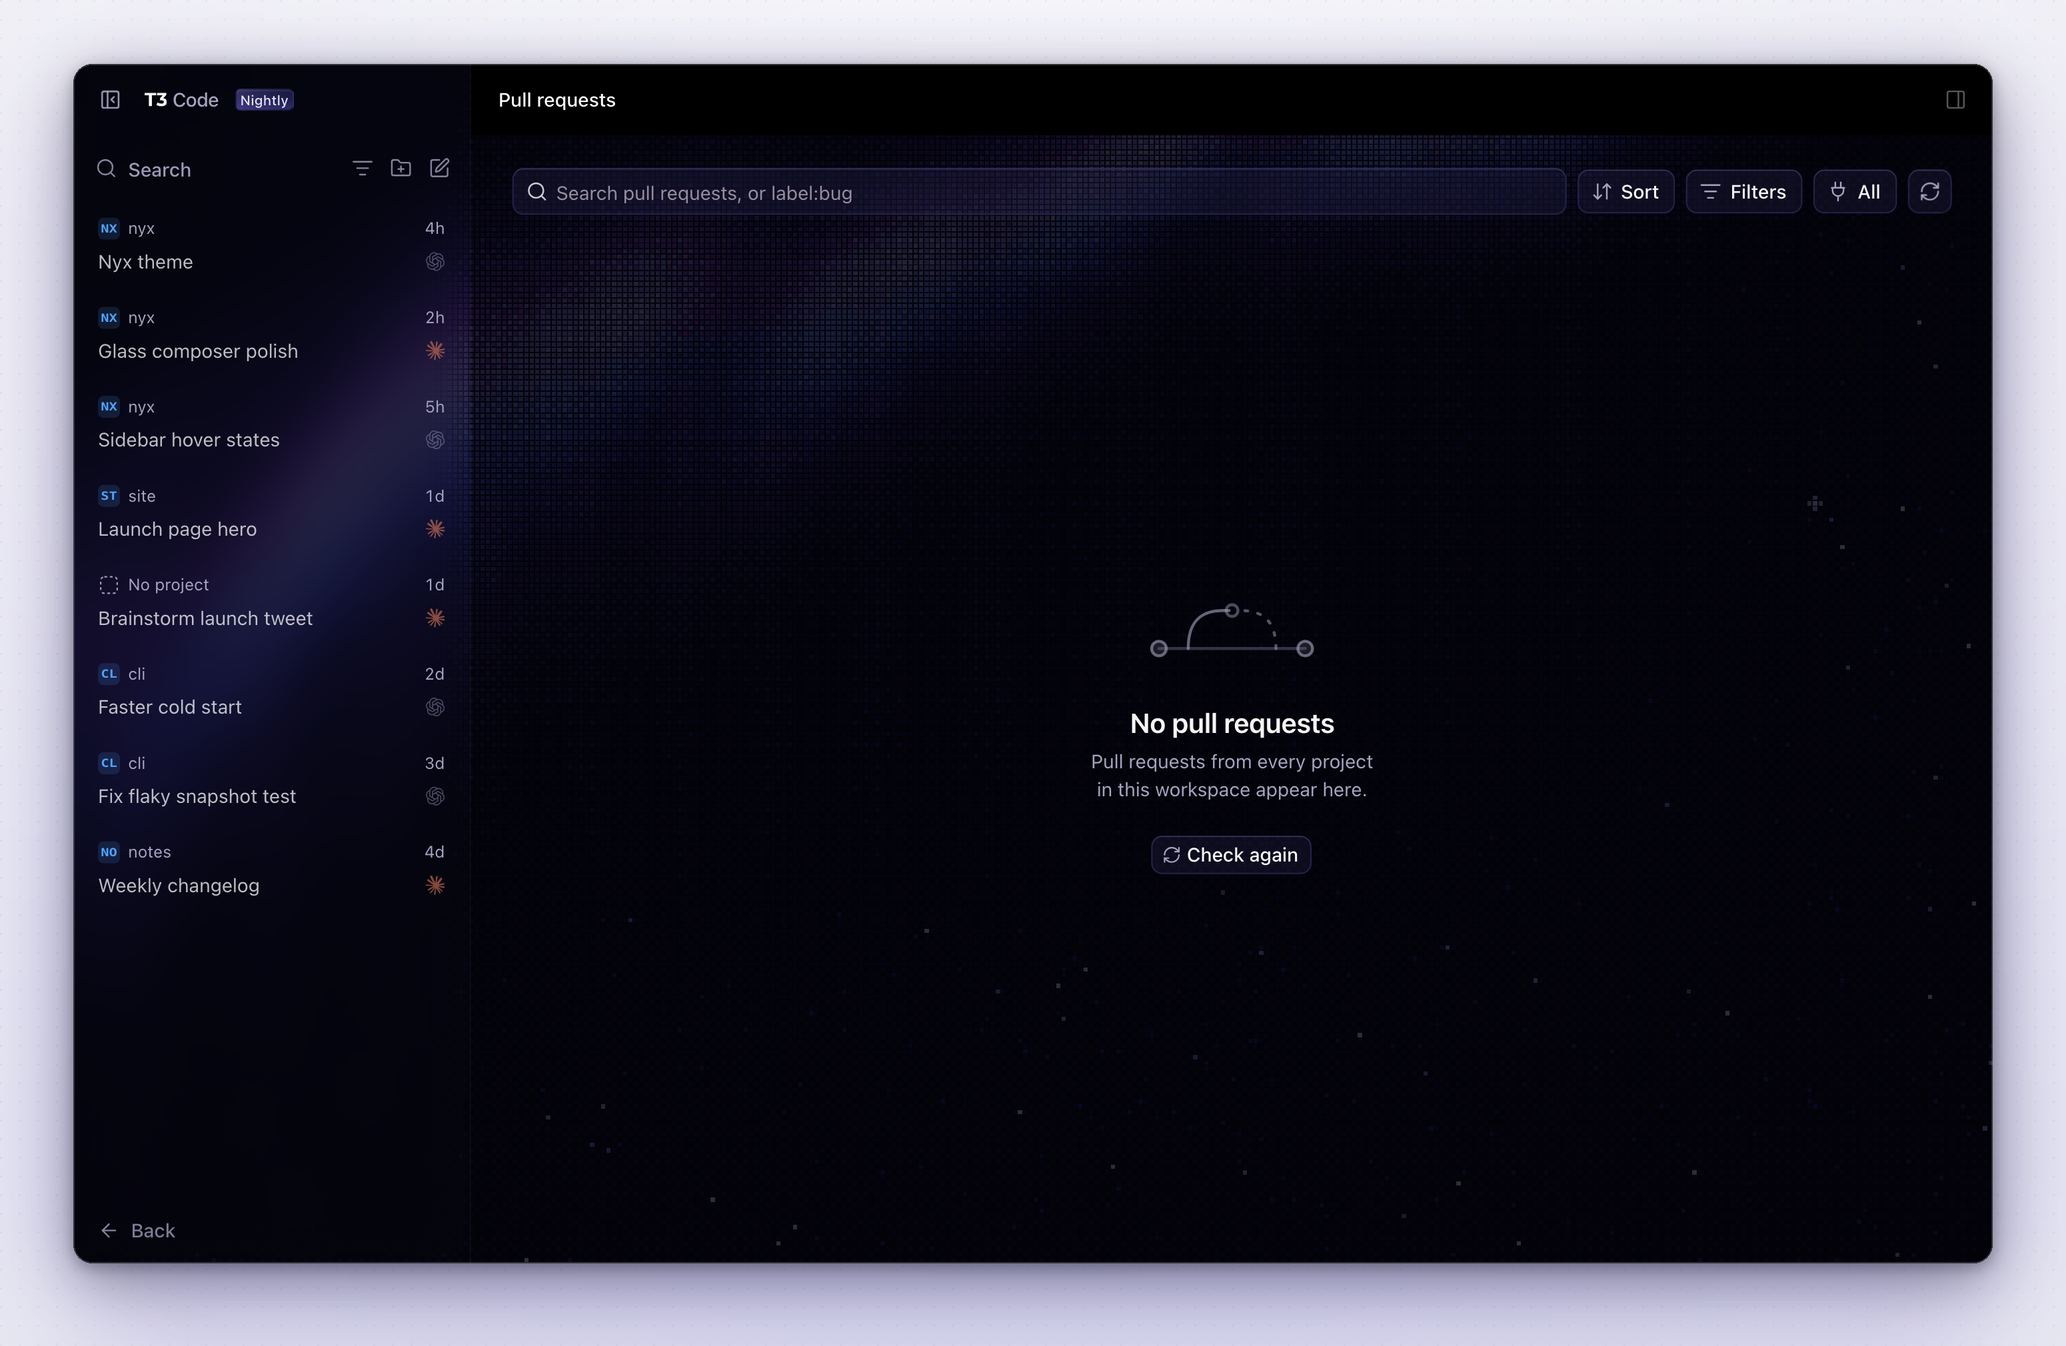 T3 Code Nightly
Search
NX nyx 4h
Nyx theme
NX nyx 2h
Glass composer polish
NX nyx 5h
Sidebar hover states
ST site 1d
Launch page hero
No project 1d
Brainstorm launch tweet
CL cli 2d
Faster cold start
CL cli 3d
Fix flaky snapshot test
NO notes 4d
Weekly changelog
Back
Pull requests
Search pull requests, or label:bug
Sort
Filters
All
No pull requests
Pull requests from every project
in this workspace appear here.
Check again